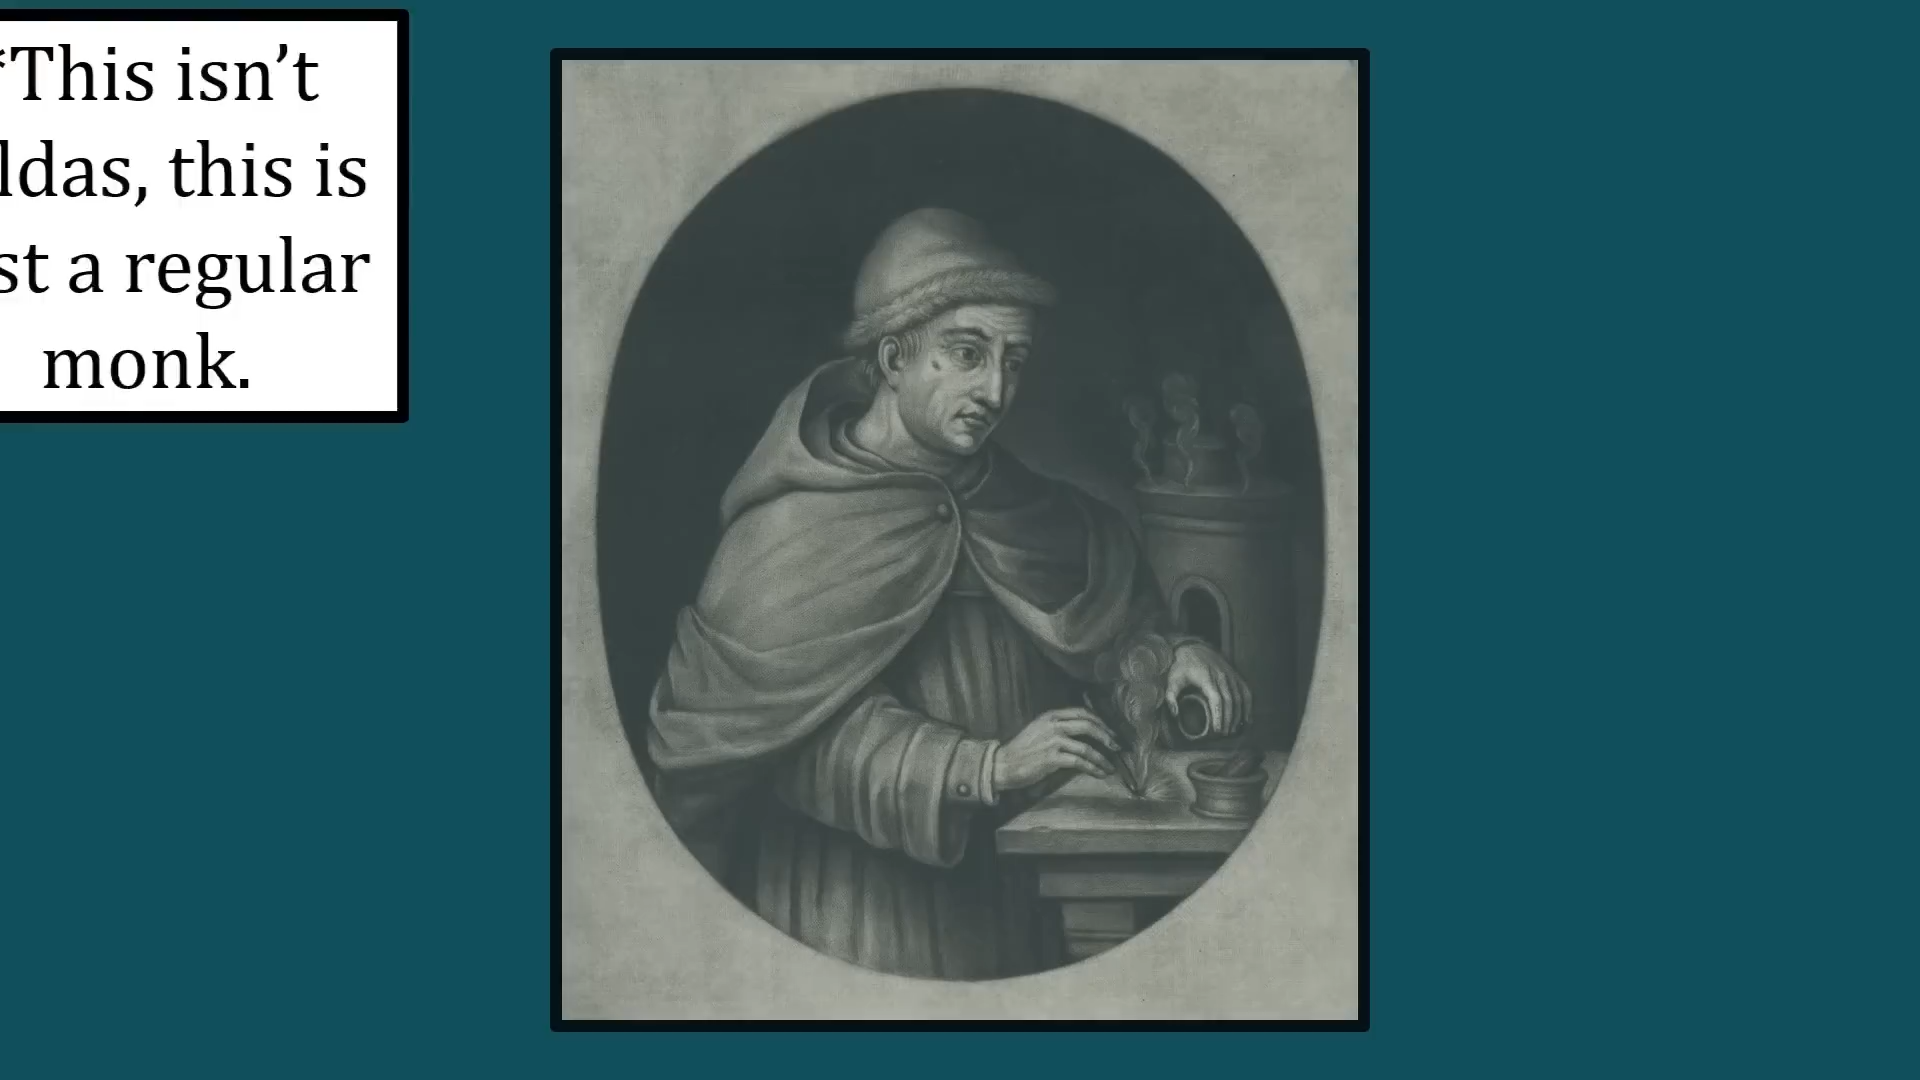 *This isn’t
ldas, this is
st a regular
monk.